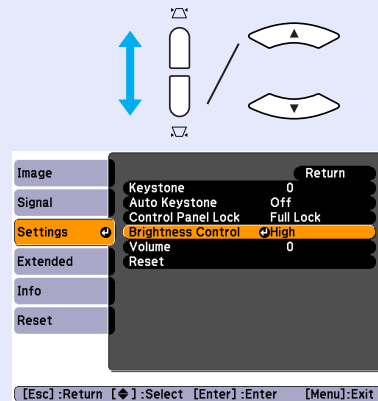 Image
Signal
Settings
Extended
Info
Reset
Return
Keystone 0
Auto Keystone Off
Control Panel Lock Full Lock
Brightness Control High
Volume 0
Reset
[Esc] :Return [◆] :Select [Enter] :Enter [Menu]:Exit